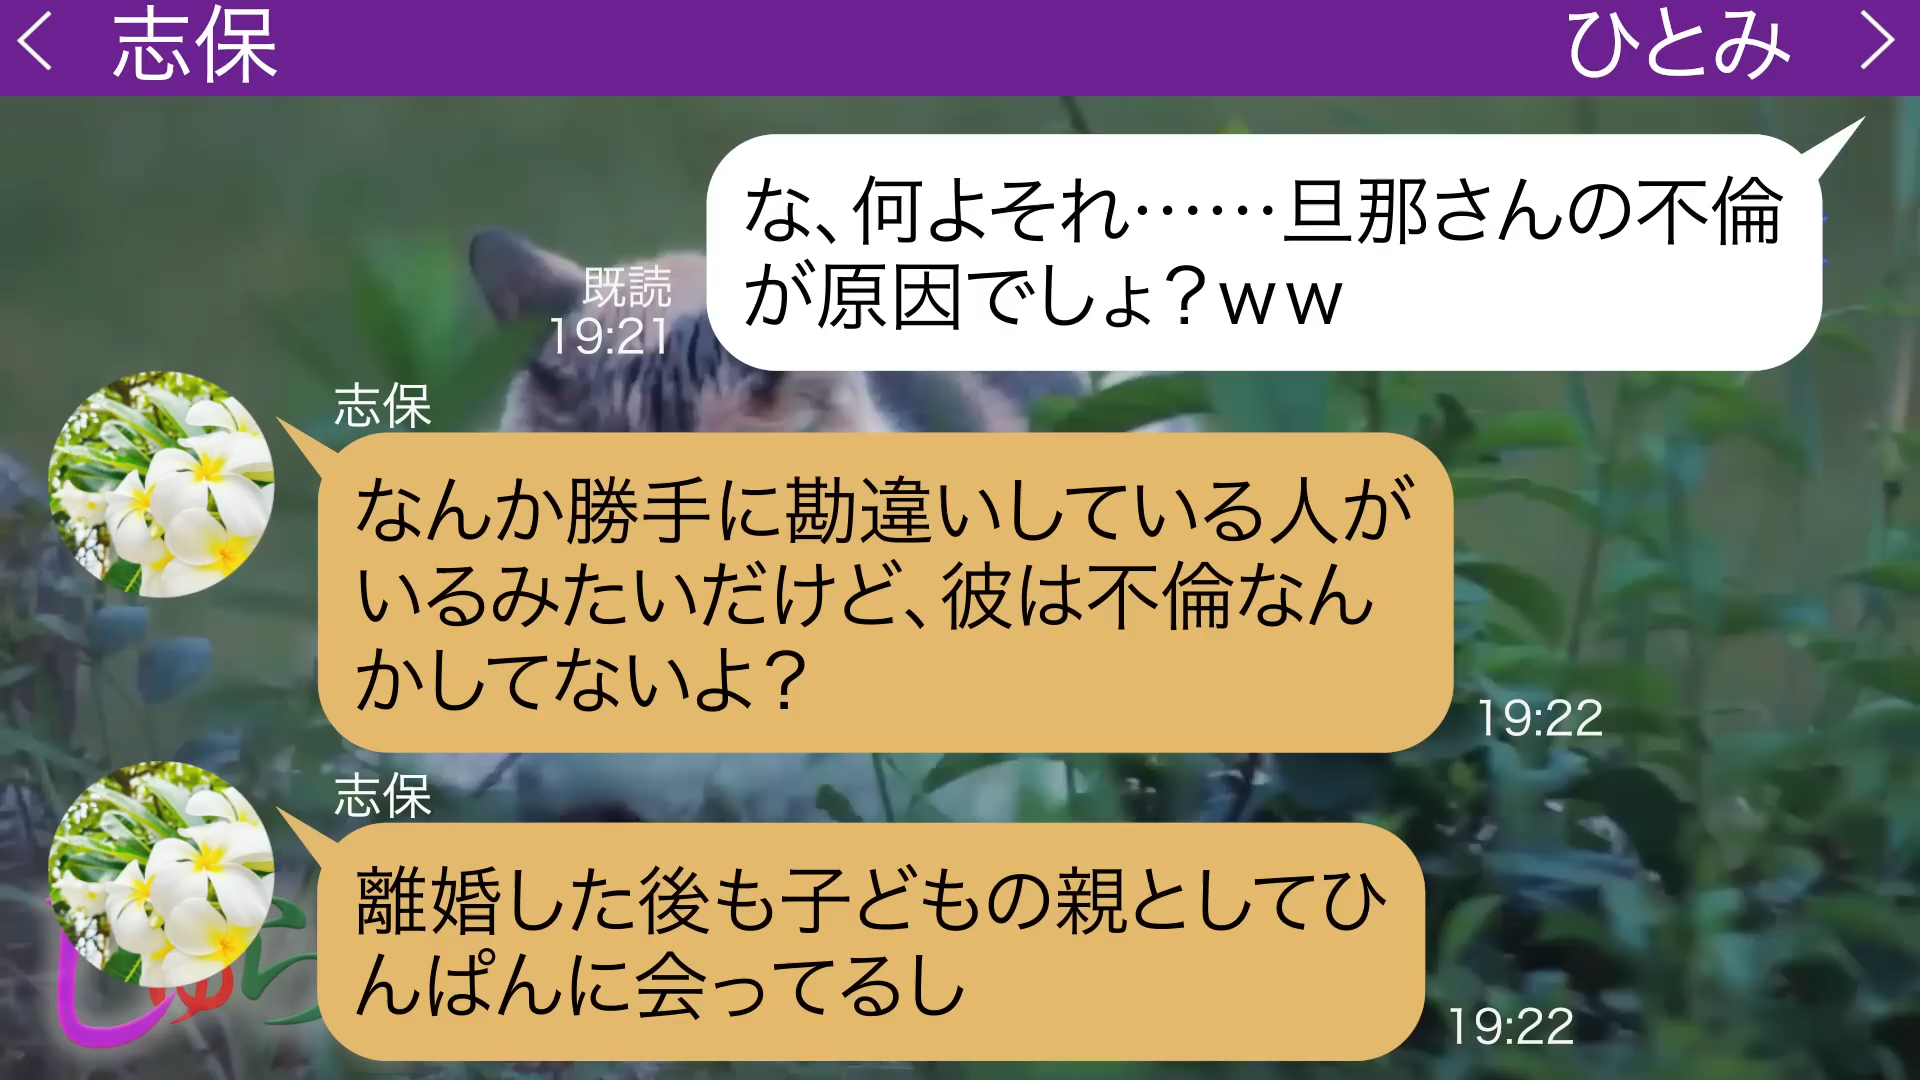 志保
ひとみ
な、何よそれ……旦那さんの不倫
が原因でしょ？ｗｗ
既読
19:21
志保
なんか勝手に勘違いしている人が
いるみたいだけど、彼は不倫なん
かしてないよ？
19:22
志保
離婚した後も子どもの親としてひ
んぱんに会ってるし
19:22